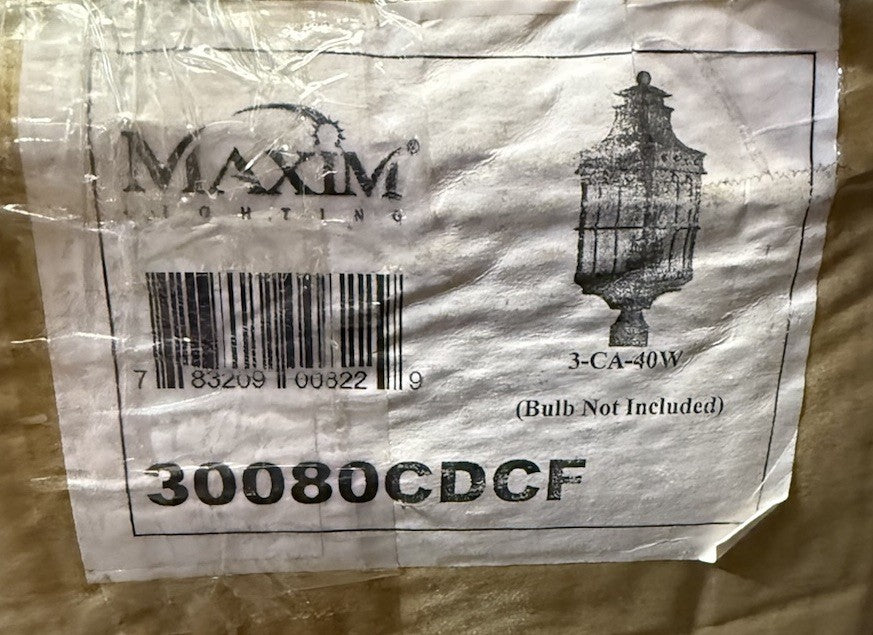 MAXIM®
LIGHTING
7 83209 00822 9
3-CA-40W
(Bulb Not Included)
30080CDCF